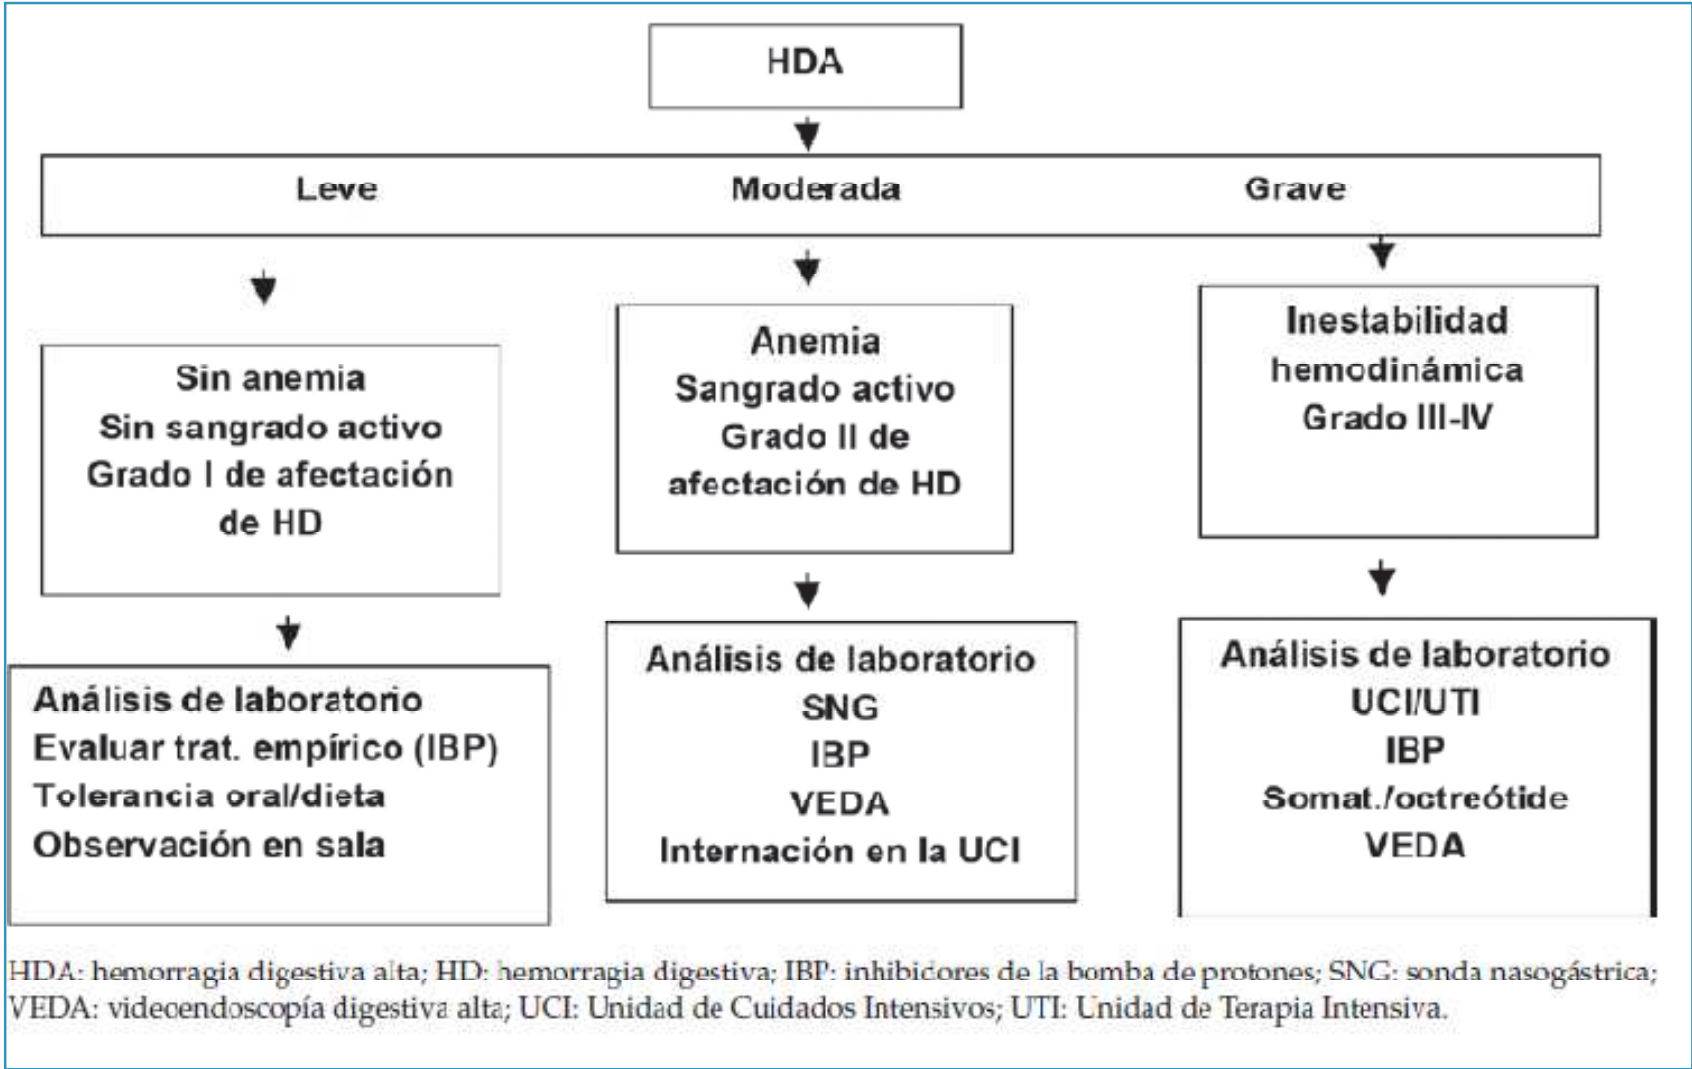 HDA
Leve Moderada Grave
Sin anemia
Sin sangrado activo
Grado I de afectación
de HD
Anemia
Sangrado activo
Grado II de
afectación de HD
Inestabilidad
hemodinámica
Grado III-IV
Análisis de laboratorio
Evaluar trat. empírico (IBP)
Tolerancia oral/dieta
Observación en sala
Análisis de laboratorio
SNG
IBP
VEDA
Internación en la UCI
Análisis de laboratorio
UCI/UTI
IBP
Somat./octreótide
VEDA
HDA: hemorragia digestiva alta; HD: hemorragia digestiva; IBP: inhibidores de la bomba de protones; SNG: sonda nasogástrica;
VEDA: videoendoscopía digestiva alta; UCI: Unidad de Cuidados Intensivos; UTI: Unidad de Terapia Intensiva.